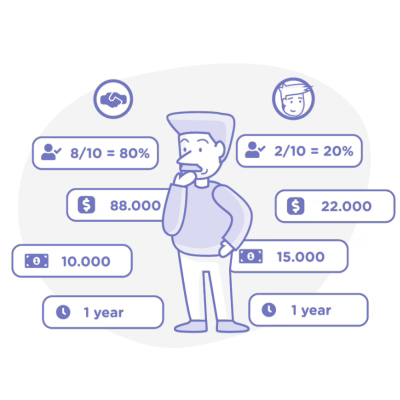 8/10 = 80%
2/10 = 20%
88.000
22.000
10.000
15.000
1 year
1 year